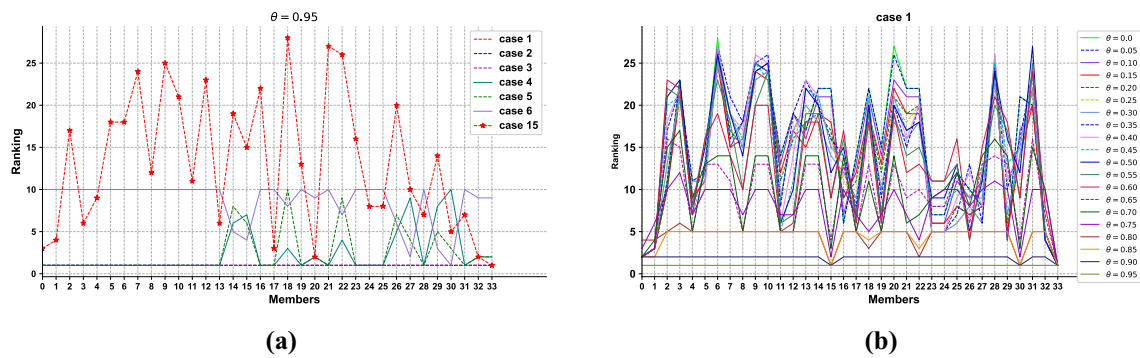 θ = 0.95
Ranking
25
20
15
10
5
0
0 1 2 3 4 5 6 7 8 9 10 11 12 13 14 15 16 17 18 19 20 21 22 23 24 25 26 27 28 29 30 31 32 33
Members
case 1
case 2
case 3
case 4
case 5
case 6
case 15
(a)
case 1
Ranking
25
20
15
10
5
0
0 1 2 3 4 5 6 7 8 9 10 11 12 13 14 15 16 17 18 19 20 21 22 23 24 25 26 27 28 29 30 31 32 33
Members
θ = 0.0
θ = 0.05
θ = 0.10
θ = 0.15
θ = 0.20
θ = 0.25
θ = 0.30
θ = 0.35
θ = 0.40
θ = 0.45
θ = 0.50
θ = 0.55
θ = 0.60
θ = 0.65
θ = 0.70
θ = 0.75
θ = 0.80
θ = 0.85
θ = 0.90
θ = 0.95
(b)